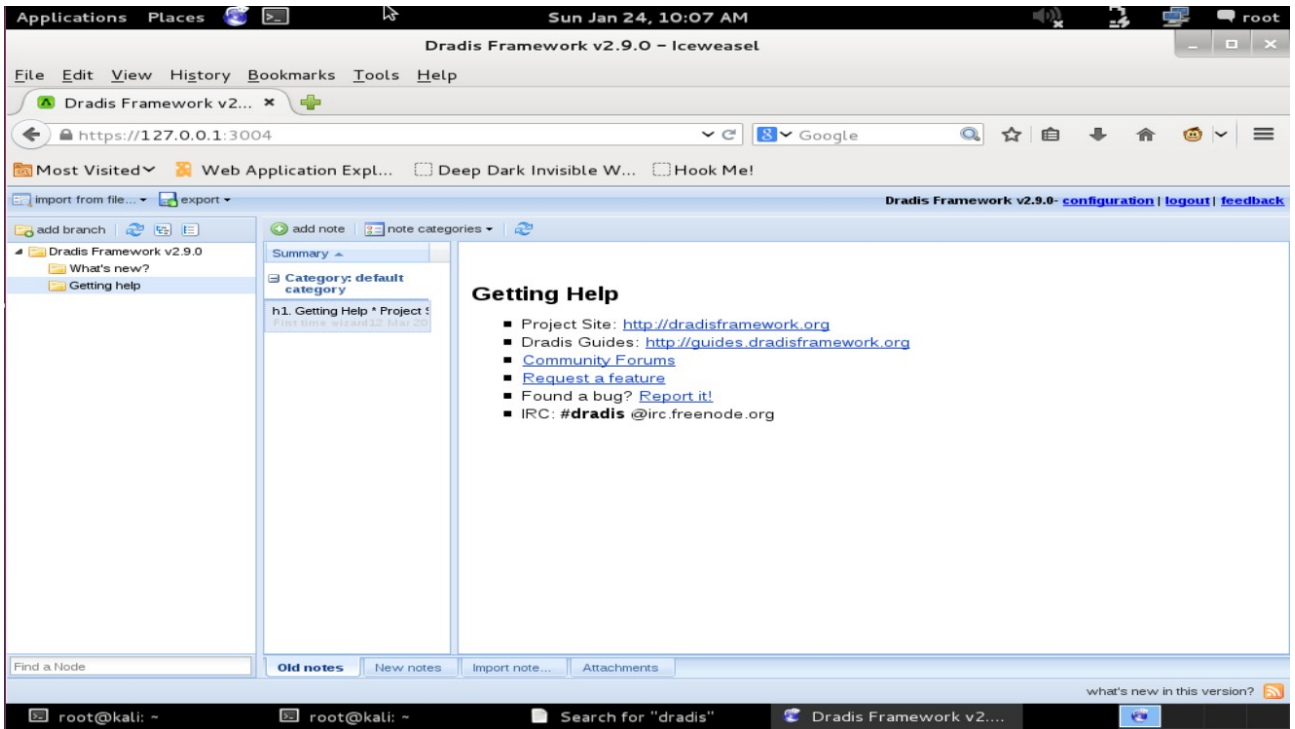 Applications Places Sun Jan 24, 10:07 AM root
Dradis Framework v2.9.0 - Iceweasel
File Edit View History Bookmarks Tools Help
Dradis Framework v2...
https://127.0.0.1:3004 Google
Most Visited Web Application Expl... Deep Dark Invisible W... Hook Me!
import from file... export Dradis Framework v2.9.0- configuration | logout | feedback
add branch add note note categories
Dradis Framework v2.9.0
What's new?
Getting help
Summary
Category: default
category
h1. Getting Help * Project S
First time wizard12 Mar 20
Getting Help
Project Site: http://dradisframework.org
Dradis Guides: http://guides.dradisframework.org
Community Forums
Request a feature
Found a bug? Report it!
IRC: #dradis @irc.freenode.org
Find a Node Old notes New notes Import note... Attachments
what's new in this version?
root@kali: ~ root@kali: ~ Search for "dradis" Dradis Framework v2....